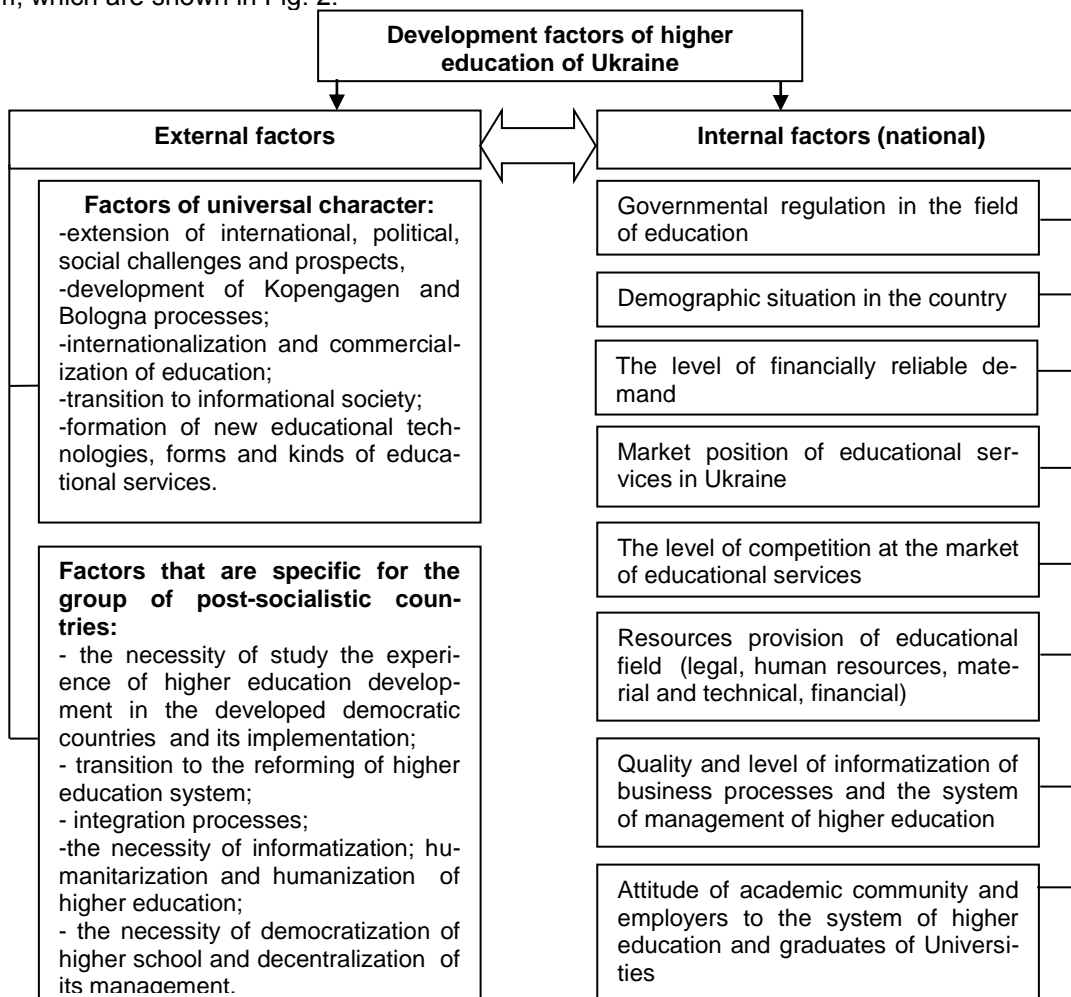 m, which are shown in Fig. 2.
Development factors of higher
education of Ukraine
External factors
Factors of universal character:
-extension of international, political,
social challenges and prospects,
-development of Kopengagen and
Bologna processes;
-internationalization and commercial-
ization of education;
-transition to informational society;
-formation of new educational tech-
nologies, forms and kinds of educa-
tional services.
Factors that are specific for the
group of post-socialistic coun-
tries:
- the necessity of study the experi-
ence of higher education develop-
ment in the developed democratic
countries and its implementation;
- transition to the reforming of higher
education system;
- integration processes;
-the necessity of informatization; hu-
manitarization and humanization of
higher education;
- the necessity of democratization of
higher school and decentralization of
its management.
Internal factors (national)
Governmental regulation in the field
of education
Demographic situation in the country
The level of financially reliable de-
mand
Market position of educational ser-
vices in Ukraine
The level of competition at the market
of educational services
Resources provision of educational
field (legal, human resources, mate-
rial and technical, financial)
Quality and level of informatization of
business processes and the system
of management of higher education
Attitude of academic community and
employers to the system of higher
education and graduates of Universi-
ties